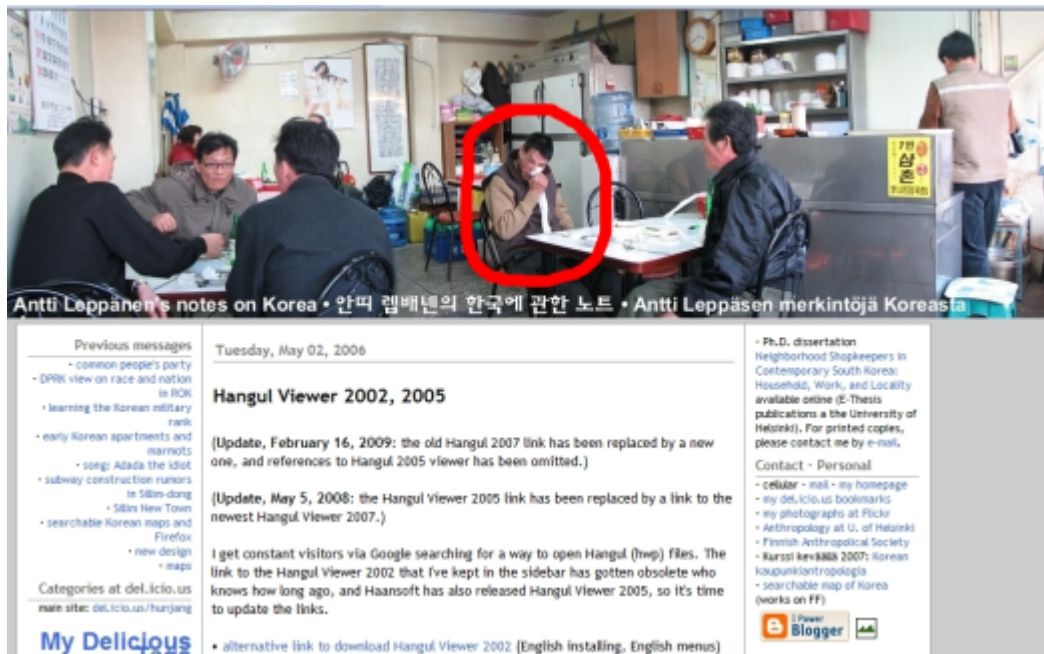 삼촌
Antti Leppänen's notes on Korea • 안띠 렙배넨의 한국에 관한 노트 • Antti Leppäsen merkintöjä Koreasta
Previous messages
• common people's party
• DPRK view on race and nation
in ROK
• learning the Korean military
rank
• early Korean apartments and
marmots
• song: Adada the idiot
• subway construction rumors
in Sillim-dong
• Sillim New Town
• searchable Korean maps and
Firefox
• new design
• maps
Categories at del.icio.us
main site: del.icio.us/hunjang
My Delicious
Tags
Tuesday, May 02, 2006
Hangul Viewer 2002, 2005
(Update, February 16, 2009: the old Hangul 2007 link has been replaced by a new
one, and references to Hangul 2005 viewer has been omitted.)
(Update, May 5, 2008: the Hangul Viewer 2005 link has been replaced by a link to the
newest Hangul Viewer 2007.)
I get constant visitors via Google searching for a way to open Hangul (hwp) files. The
link to the Hangul Viewer 2002 that I've kept in the sidebar has gotten obsolete who
knows how long ago, and Haansoft has also released Hangul Viewer 2005, so it's time
to update the links.
• alternative link to download Hangul Viewer 2002 (English installing, English menus)
- Ph.D. dissertation
Neighborhood Shopkeepers in
Contemporary South Korea:
Household, Work, and Locality
available online (E-Thesis
publications a the University of
Helsinki). For printed copies,
please contact me by e-mail.
Contact - Personal
- cellular - mail - my homepage
- my del.icio.us bookmarks
- my photographs at Flickr
- Anthropology at U. of Helsinki
- Finnish Anthropolical Society
- Kurssi keväällä 2007: Korean
kaupunkiantropologia
- searchable map of Korea
(works on FF)
I Power
Blogger